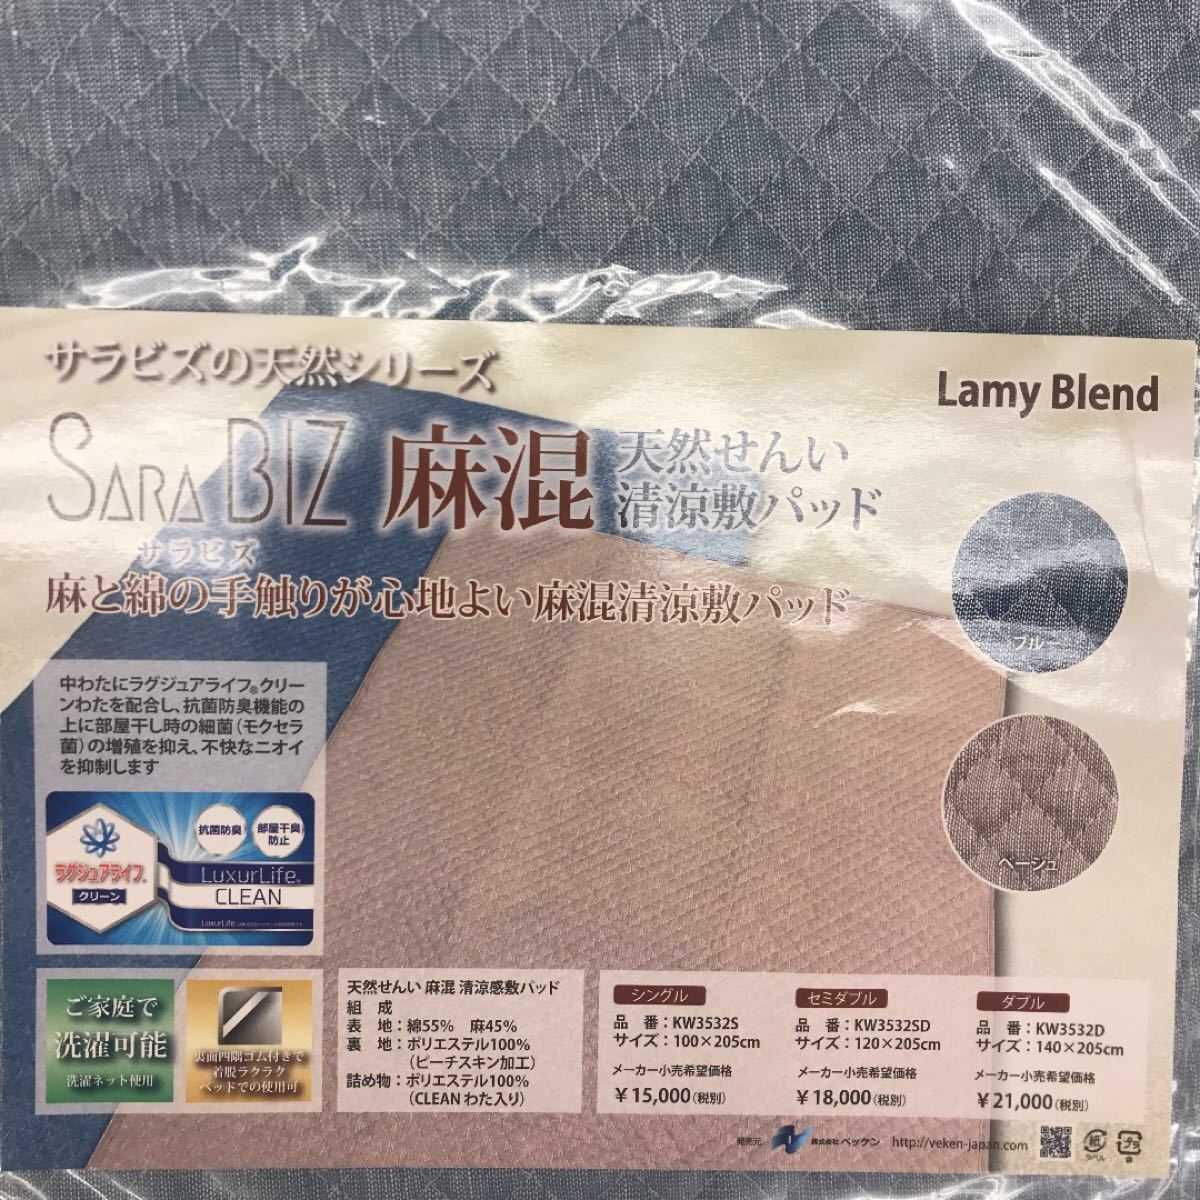 サラビズの天然シリーズ
Lamy Blend
SARA BIZ 麻混 天然せんい
清涼敷パッド
サラビズ
麻と綿の手触りが心地よい麻混清涼敷パッド
ブルー
ベージュ
中わたにラグジュアライフ®クリー
ンわたを配合し、抗菌防臭機能の
上に部屋干し時の細菌(モクセラ
菌)の増殖を抑え、不快なニオイ
を抑制します
抗菌防臭
部屋干臭
防止
ラグジュアライフ®
クリーン
LuxurLife®
CLEAN
ご家庭で
洗濯可能
洗濯ネット使用
裏面四隅ゴム付きで
着脱ラクラク
ベッドでの使用可
天然せんい 麻混 清涼感敷パッド
組 成
表 地:綿55% 麻45%
裏 地:ポリエステル100%
(ピーチスキン加工)
詰め物:ポリエステル100%
(CLEANわた入り)
シングル
品 番:KW3532S
サイズ:100×205cm
メーカー小売希望価格
¥15,000(税別)
セミダブル
品 番:KW3532SD
サイズ:120×205cm
メーカー小売希望価格
¥18,000(税別)
ダブル
品 番:KW3532D
サイズ:140×205cm
メーカー小売希望価格
¥21,000(税別)
発売元 株式会社ベッケン http://veken-japan.com
紙
ラベル
プラ
袋